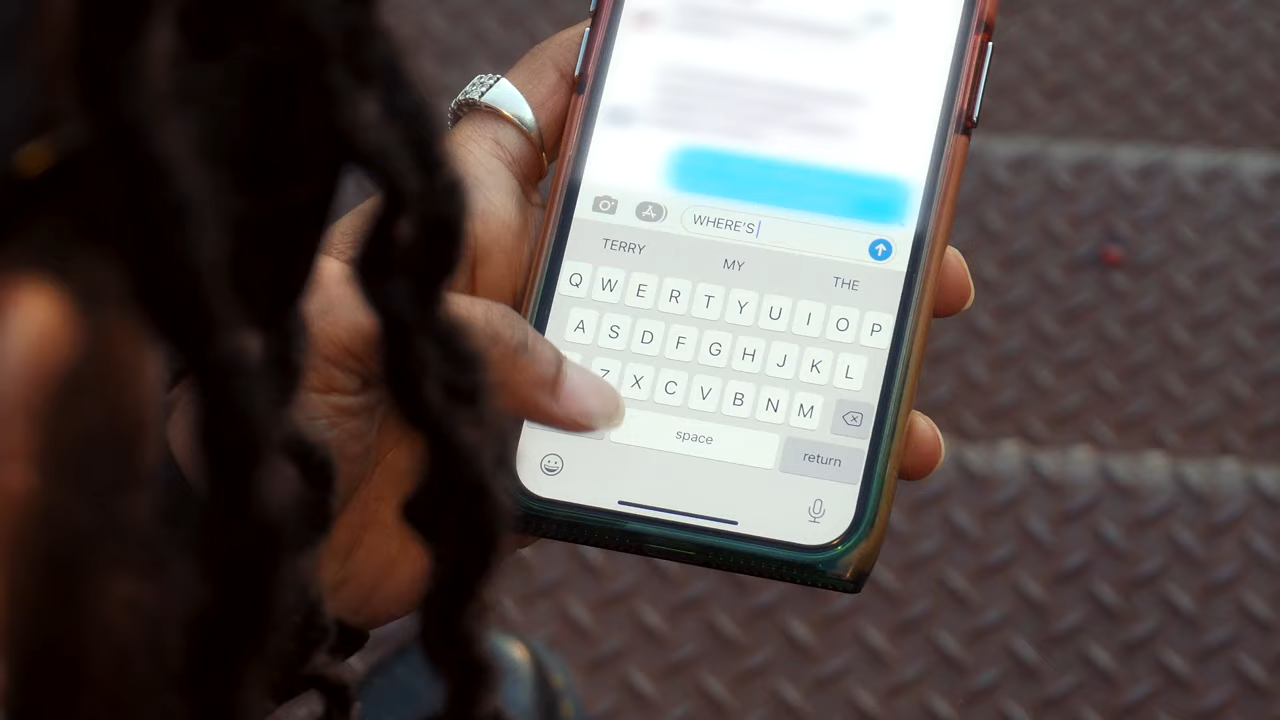 WHERE'S
TERRY MY THE
Q W E R T Y U I O P
A S D F G H J K L
Z X C V B N M
space return